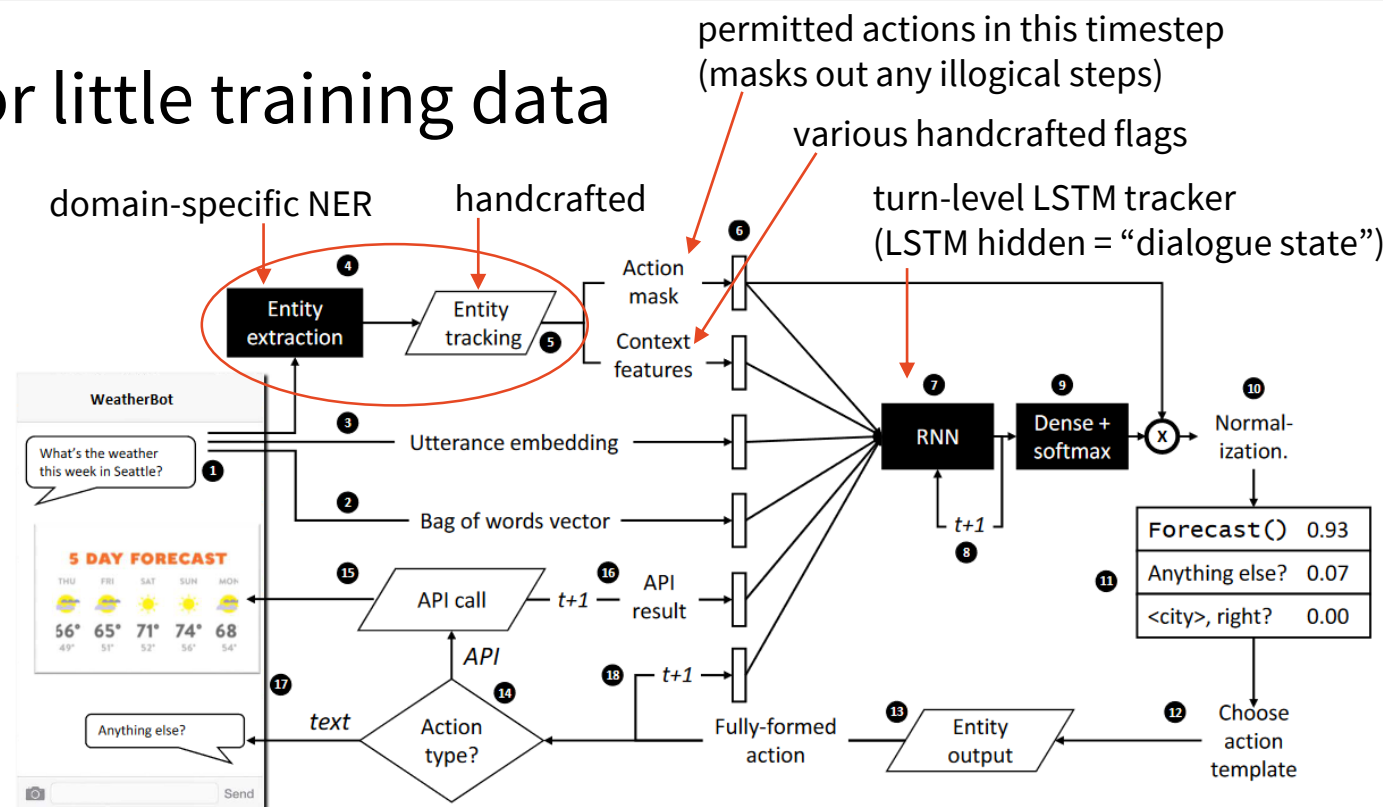 permitted actions in this timestep
(masks out any illogical steps)
or little training data
various handcrafted flags
domain-specific NER
handcrafted
turn-level LSTM tracker
(LSTM hidden = “dialogue state”)
6
4
Action
mask
Entity
extraction
Entity
tracking
5
Context
features
7
9
10
WeatherBot
3
RNN
Dense +
softmax
X
Normal-
ization.
Utterance embedding
What's the weather
this week in Seattle?
1
2
Bag of words vector
t+1
8
Forecast() 0.93
Anything else? 0.07
<city>, right? 0.00
11
5 DAY FORECAST
THU FRI SAT SUN MON
66° 65° 71° 74° 68
49° 51° 52° 56° 54°
15
API call
16
t+1
API
result
API
18
t+1
17
14
text
Action
type?
Fully-formed
action
13
Entity
output
12
Choose
action
template
Anything else?
Send